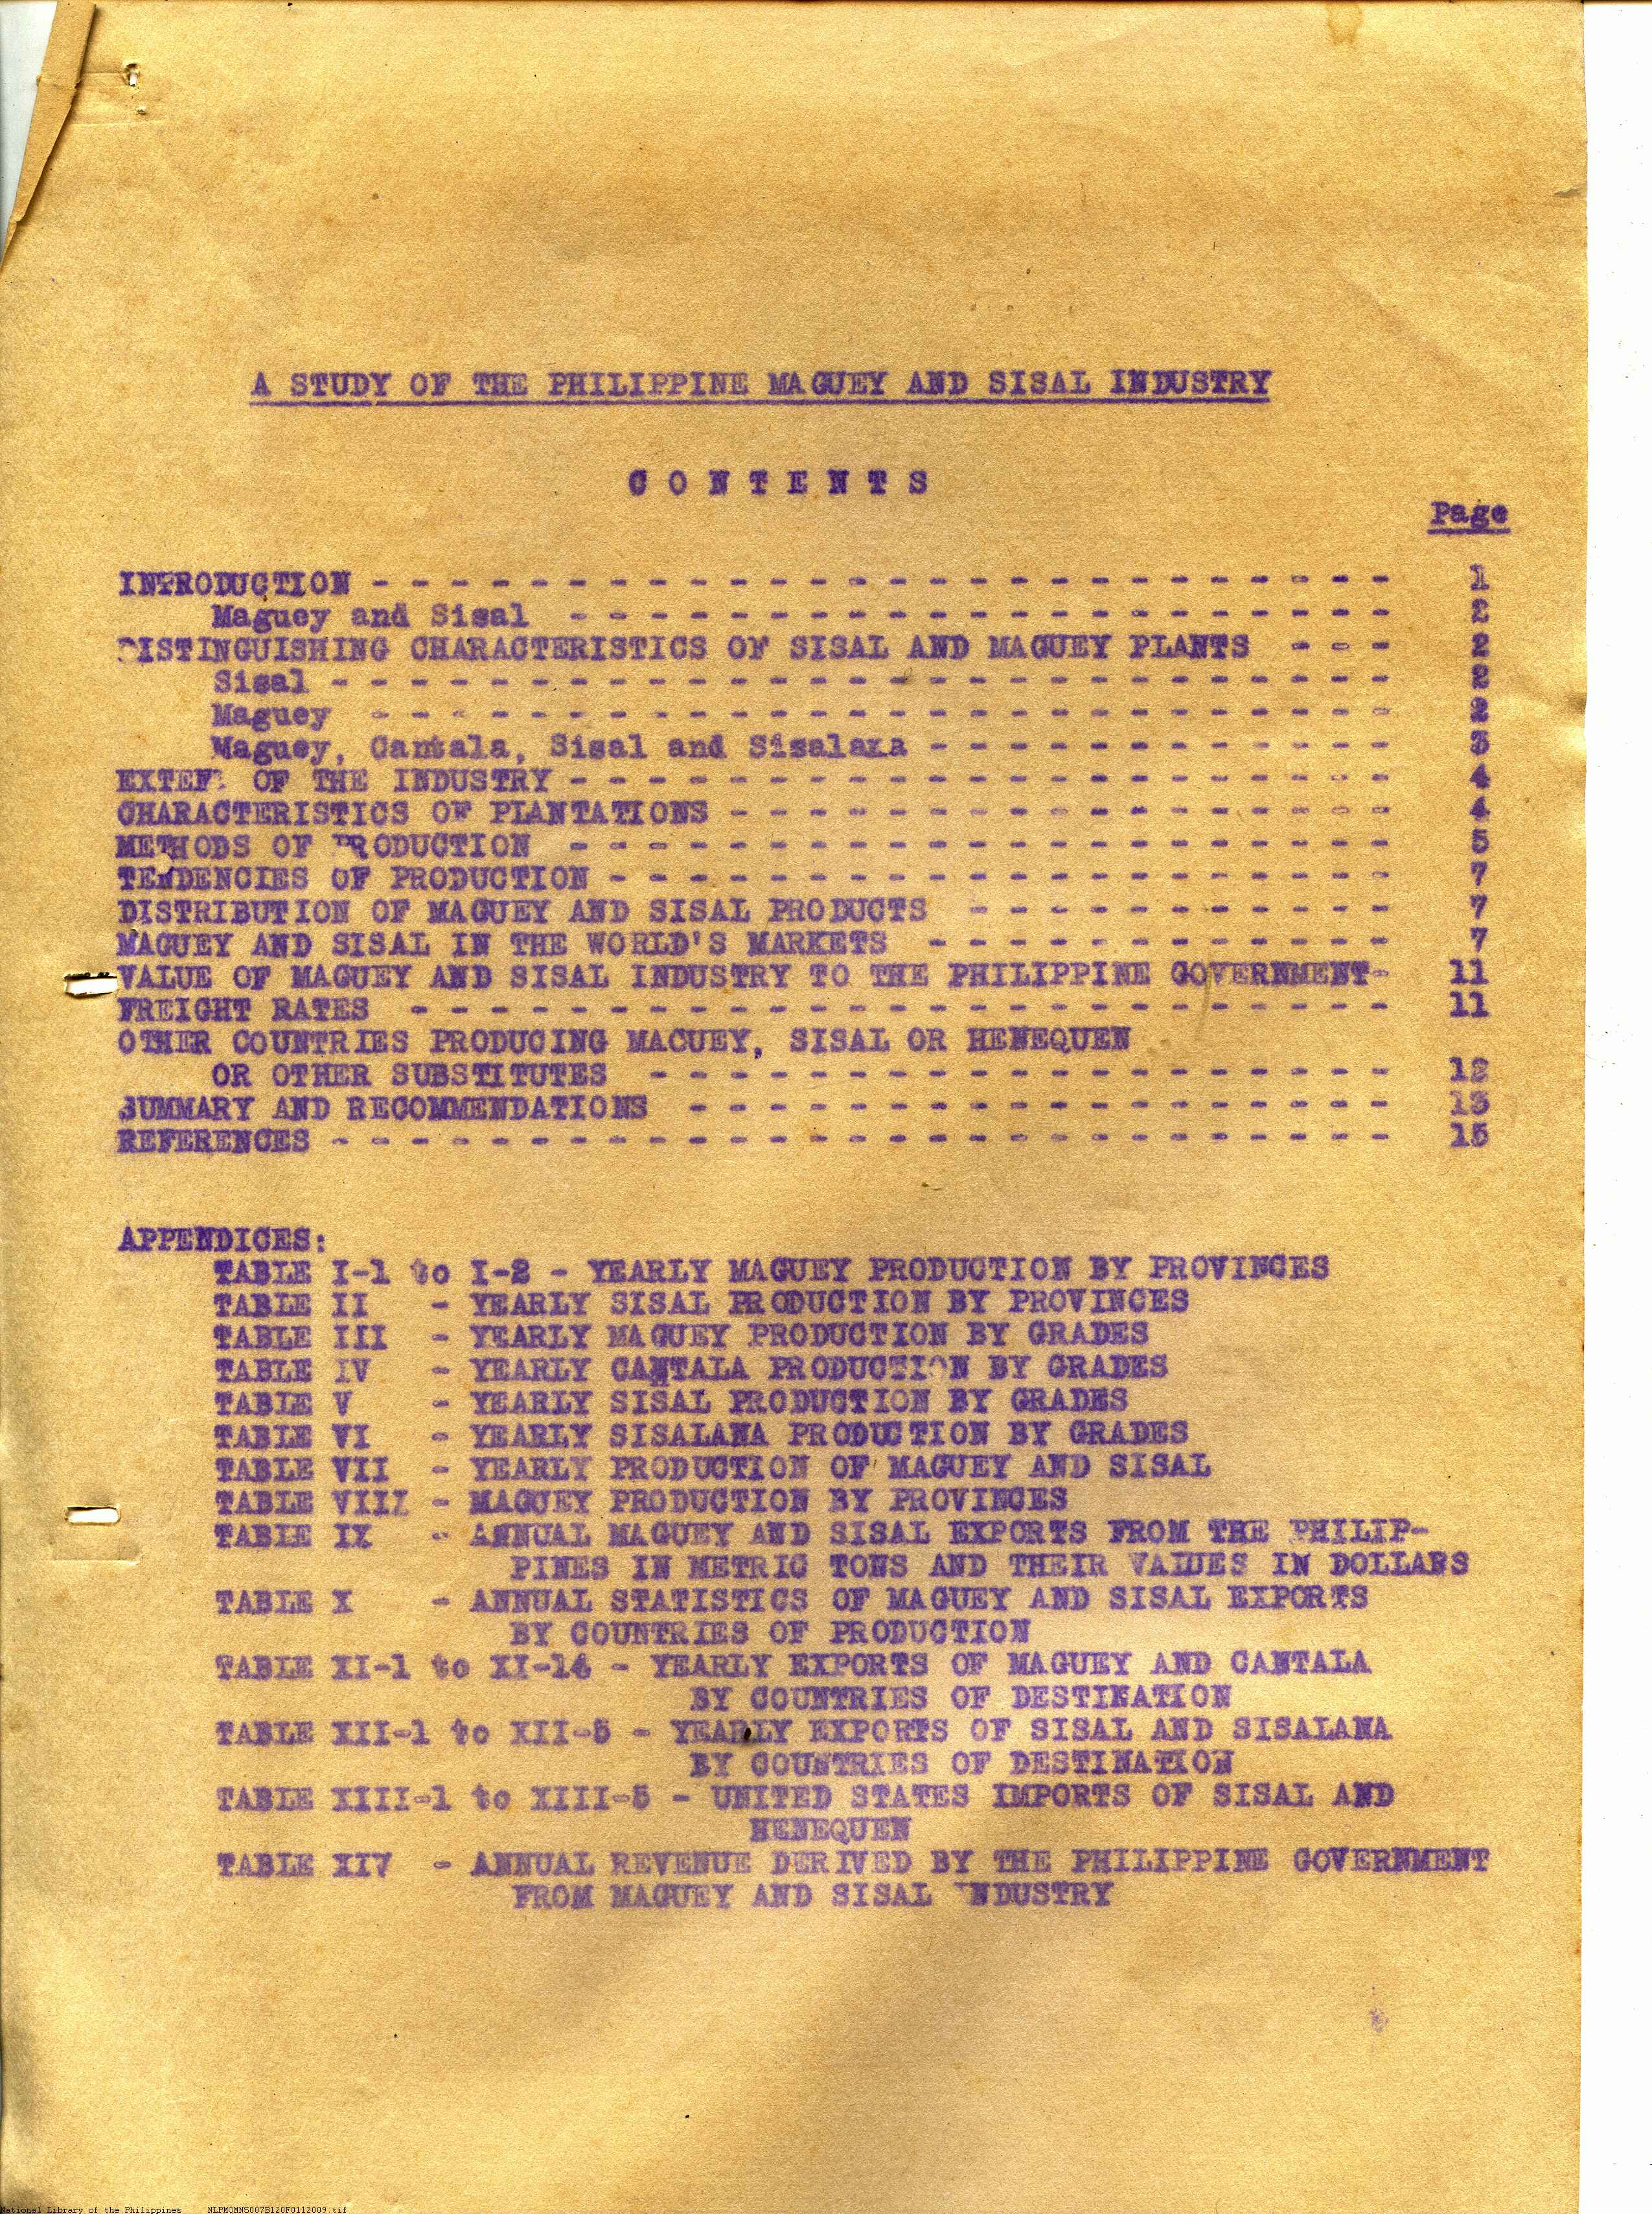 A STUDY OF THE PHILIPPINE MAGUEY AND SISAL INDUSTRY
C O N T E N T S
Page
INTRODUCTION - - - - - - - - - - - - - - - - - - - - - - - - - - 1
Maguey and Sisal - - - - - - - - - - - - - - - - - - - - - 2
DISTINGUISHING CHARACTERISTICS OF SISAL AND MAGUEY PLANTS - - - 2
Sisal - - - - - - - - - - - - - - - - - - - - - - - - - - - 2
Maguey - - - - - - - - - - - - - - - - - - - - - - - - - - 2
Maguey, Cantala, Sisal and Sisalana - - - - - - - - - - - - 3
EXTENT OF THE INDUSTRY - - - - - - - - - - - - - - - - - - - - - 4
CHARACTERISTICS OF PLANTATIONS - - - - - - - - - - - - - - - - - 4
METHODS OF PRODUCTION - - - - - - - - - - - - - - - - - - - - - 5
TENDENCIES OF PRODUCTION - - - - - - - - - - - - - - - - - - - - 7
DISTRIBUTION OF MAGUEY AND SISAL PRODUCTS - - - - - - - - - - - 7
MAGUEY AND SISAL IN THE WORLD'S MARKETS - - - - - - - - - - - - 7
VALUE OF MAGUEY AND SISAL INDUSTRY TO THE PHILIPPINE GOVERNMENT- 11
FREIGHT RATES - - - - - - - - - - - - - - - - - - - - - - - - - 11
OTHER COUNTRIES PRODUCING MAGUEY, SISAL OR HENEQUEN
OR OTHER SUBSTITUTES - - - - - - - - - - - - - - - - - - - 12
SUMMARY AND RECOMMENDATIONS - - - - - - - - - - - - - - - - - - 13
REFERENCES - - - - - - - - - - - - - - - - - - - - - - - - - - - 15
APPENDICES:
TABLE I-1 to I-2 - YEARLY MAGUEY PRODUCTION BY PROVINCES
TABLE II - YEARLY SISAL PRODUCTION BY PROVINCES
TABLE III - YEARLY MAGUEY PRODUCTION BY GRADES
TABLE IV - YEARLY CANTALA PRODUCTION BY GRADES
TABLE V - YEARLY SISAL PRODUCTION BY GRADES
TABLE VI - YEARLY SISALANA PRODUCTION BY GRADES
TABLE VII - YEARLY PRODUCTION OF MAGUEY AND SISAL
TABLE VIII - MAGUEY PRODUCTION BY PROVINCES
TABLE IX - ANNUAL MAGUEY AND SISAL EXPORTS FROM THE PHILIP-
PINES IN METRIC TONS AND THEIR VALUES IN DOLLARS
TABLE X - ANNUAL STATISTICS OF MAGUEY AND SISAL EXPORTS
BY COUNTRIES OF PRODUCTION
TABLE XI-1 to XI-14 - YEARLY EXPORTS OF MAGUEY AND CANTALA
BY COUNTRIES OF DESTINATION
TABLE XII-1 to XII-5 - YEARLY EXPORTS OF SISAL AND SISALANA
BY COUNTRIES OF DESTINATION
TABLE XIII-1 to XIII-5 - UNITED STATES IMPORTS OF SISAL AND
HENEQUEN
TABLE XIV - ANNUAL REVENUE DERIVED BY THE PHILIPPINE GOVERNMENT
FROM MAGUEY AND SISAL INDUSTRY
National Library of the Philippines NLPMQMNS007B120F0112009.tif